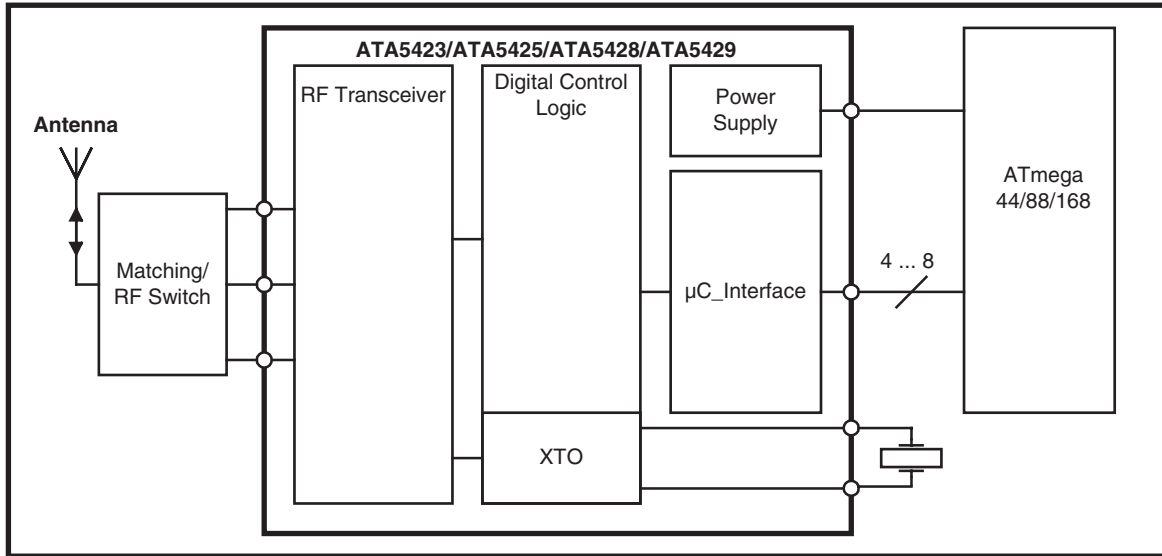 ATA5423/ATA5425/ATA5428/ATA5429
RF Transceiver
Digital Control
Logic
Power
Supply
Antenna
ATmega
44/88/168
Matching/
RF Switch
µC_Interface
4 ... 8
XTO